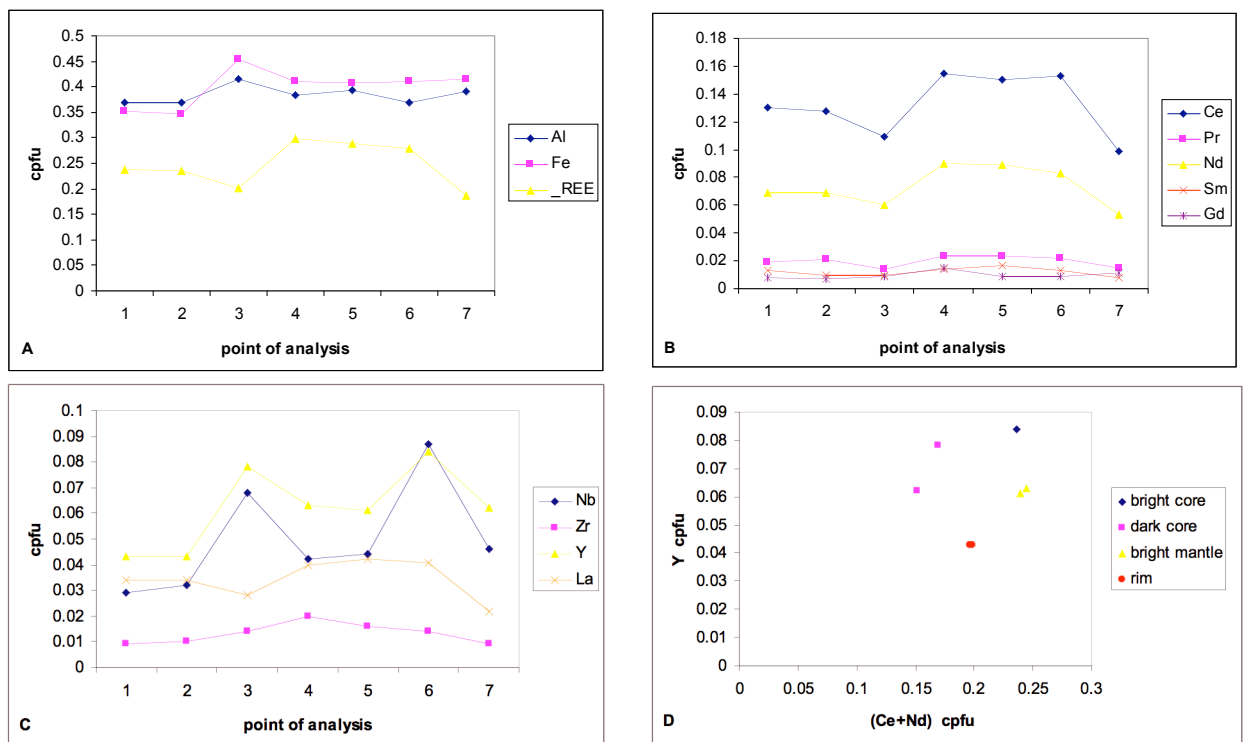 0.5
0.45
0.4
0.35
0.3
0.25
0.2
0.15
0.1
0.05
0
cpfu
1 2 3 4 5 6 7
point of analysis
A
Al
Fe
_REE
0.18
0.16
0.14
0.12
0.1
0.08
0.06
0.04
0.02
0
cpfu
1 2 3 4 5 6 7
point of analysis
B
Ce
Pr
Nd
Sm
Gd
0.1
0.09
0.08
0.07
0.06
0.05
0.04
0.03
0.02
0.01
0
cpfu
1 2 3 4 5 6 7
point of analysis
C
Nb
Zr
Y
La
0.09
0.08
0.07
0.06
0.05
0.04
0.03
0.02
0.01
0
Y cpfu
0 0.05 0.1 0.15 0.2 0.25 0.3
(Ce+Nd) cpfu
D
bright core
dark core
bright mantle
rim